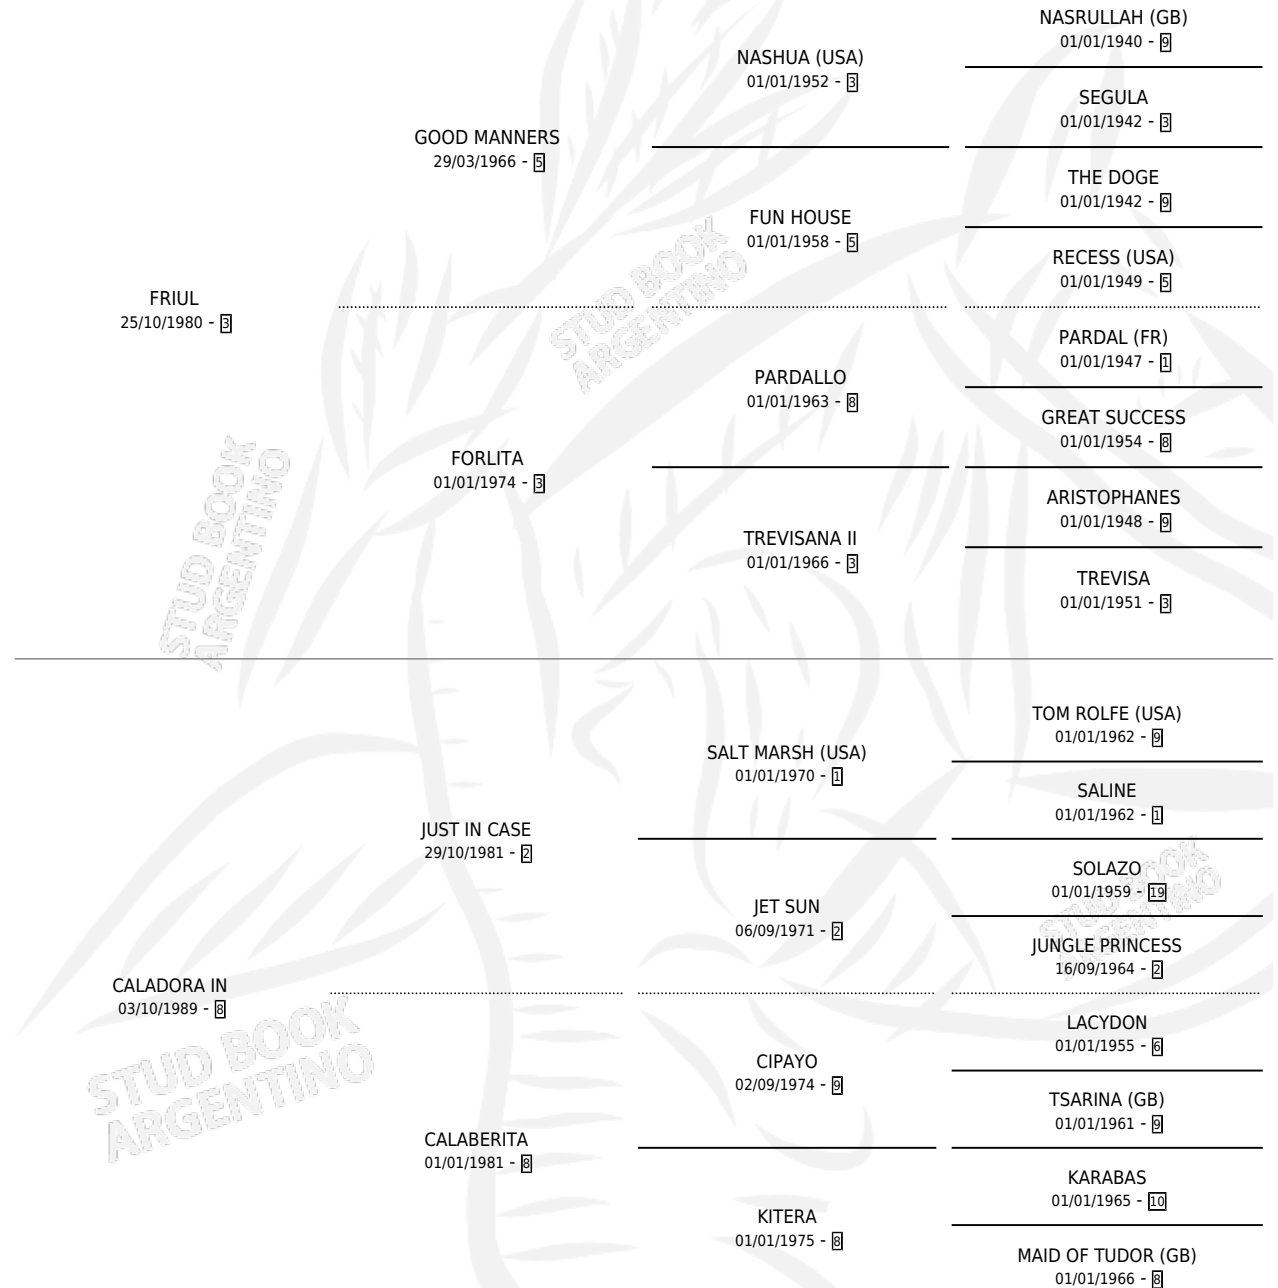 NASRULLAH (GB)
01/01/1940 - 9
NASHUA (USA)
01/01/1952 - 3
SEGULA
01/01/1942 - 3
GOOD MANNERS
29/03/1966 - 5
THE DOGE
01/01/1942 - 9
FUN HOUSE
01/01/1958 - 5
RECESS (USA)
01/01/1949 - 5
FRIUL
25/10/1980 - 3
PARDAL (FR)
01/01/1947 - 1
PARDALLO
01/01/1963 - 8
GREAT SUCCESS
01/01/1954 - 8
FORLITA
01/01/1974 - 3
ARISTOPHANES
01/01/1948 - 9
TREVISANA II
01/01/1966 - 3
TREVISA
01/01/1951 - 3
STUD BOOK
ARGENTINO
STUD BOOK
ARGENTINO
TOM ROLFE (USA)
01/01/1962 - 9
SALT MARSH (USA)
01/01/1970 - 1
SALINE
01/01/1962 - 1
JUST IN CASE
29/10/1981 - 2
SOLAZO
01/01/1959 - 19
JET SUN
06/09/1971 - 2
JUNGLE PRINCESS
16/09/1964 - 2
CALADORA IN
03/10/1989 - 8
LACYDON
01/01/1955 - 6
CIPAYO
02/09/1974 - 9
TSARINA (GB)
01/01/1961 - 9
CALABERITA
01/01/1981 - 8
KARABAS
01/01/1965 - 10
KITERA
01/01/1975 - 8
MAID OF TUDOR (GB)
01/01/1966 - 8
STUD BOOK
ARGENTINO
STUD BOOK
ARGENTINO